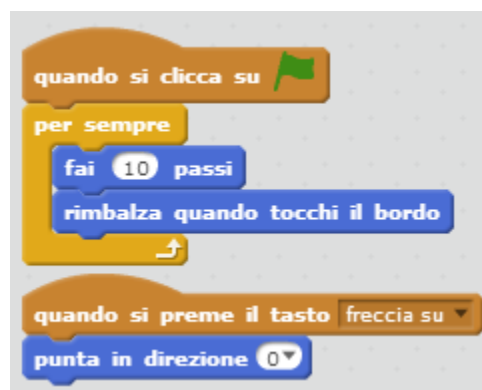 quando si clicca su
per sempre
fai 10 passi
rimbalza quando tocchi il bordo
quando si preme il tasto freccia su
punta in direzione 0